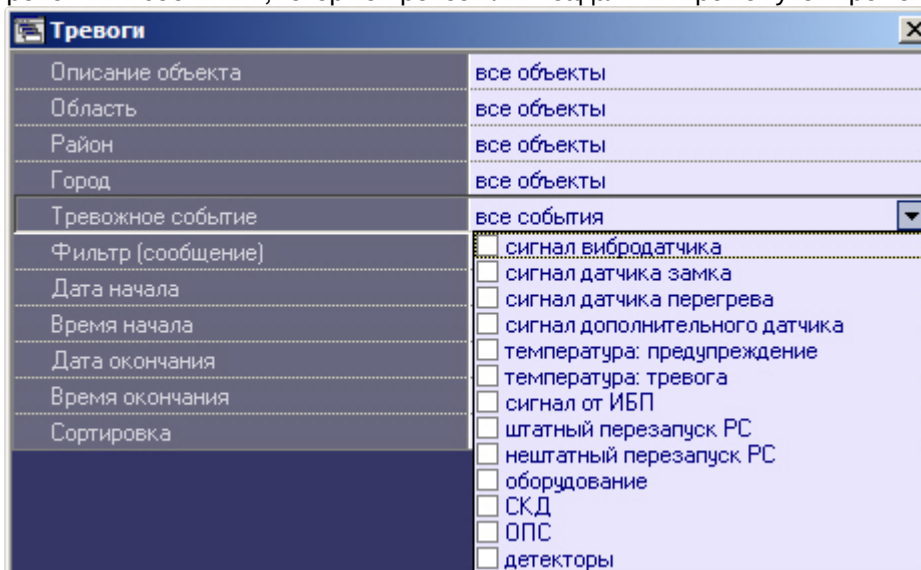 Тревоги
Описание объекта все объекты
Область все объекты
Район все объекты
Город все объекты
Тревожное событие все события
Фильтр (сообщение)
Дата начала
Время начала
Дата окончания
Время окончания
Сортировка
сигнал вибродатчика
сигнал датчика замка
сигнал датчика перегрева
сигнал дополнительного датчика
температура: предупреждение
температура: тревога
сигнал от ИБП
штатный перезапуск РС
нештатный перезапуск РС
оборудование
СКД
ОПС
детекторы